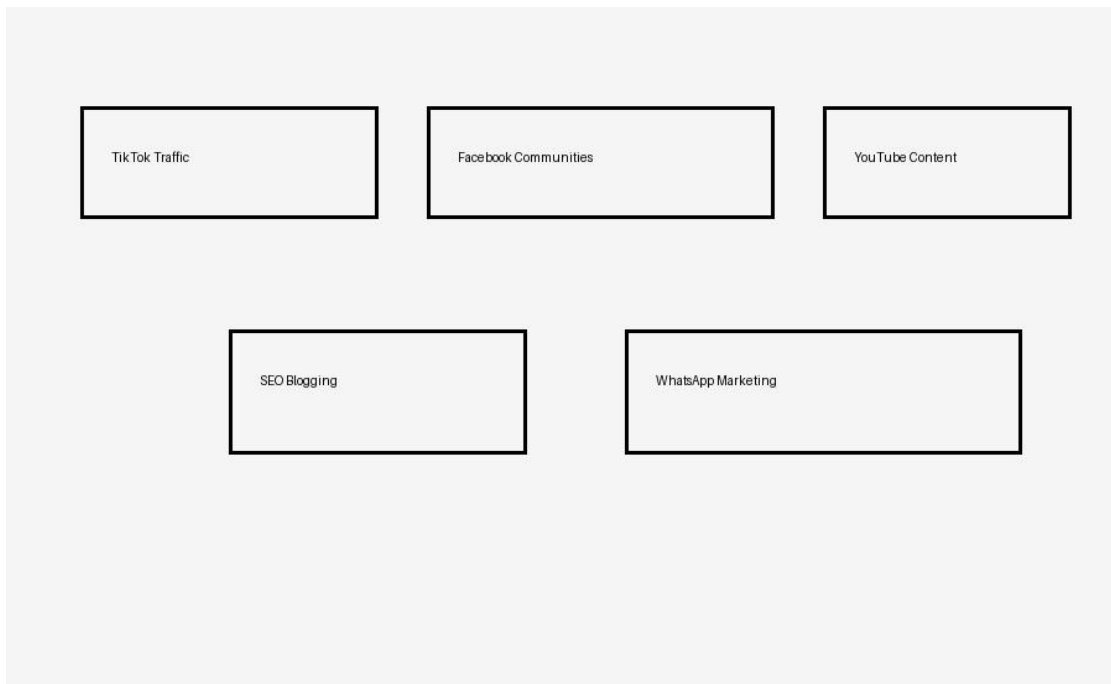 TikTok Traffic
Facebook Communities
YouTube Content
SEO Blogging
WhatsApp Marketing